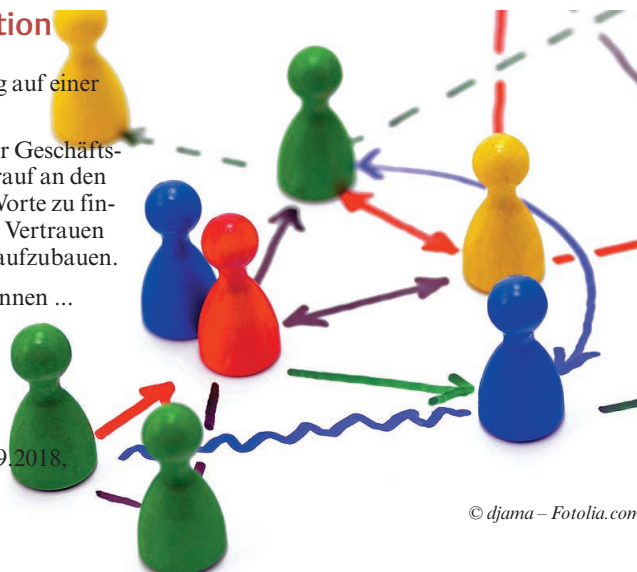 tion
g auf einer
r Geschäfts-
rauf an den
Worte zu fin-
Vertrauen
aufzubauen.
nnen ...
9.2018,
© djama – Fotolia.com